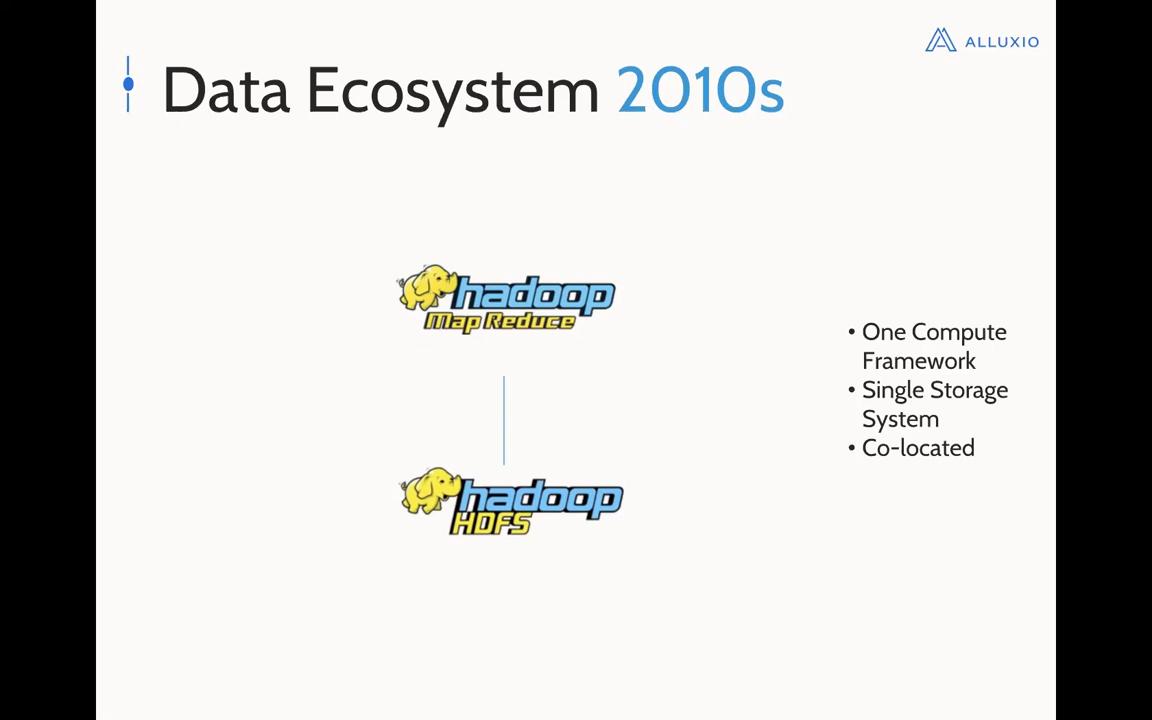 ALLUXIO
Data Ecosystem 2010s
hadoop
Map Reduce
• One Compute
Framework
• Single Storage
System
• Co-located
hadoop
HDFS